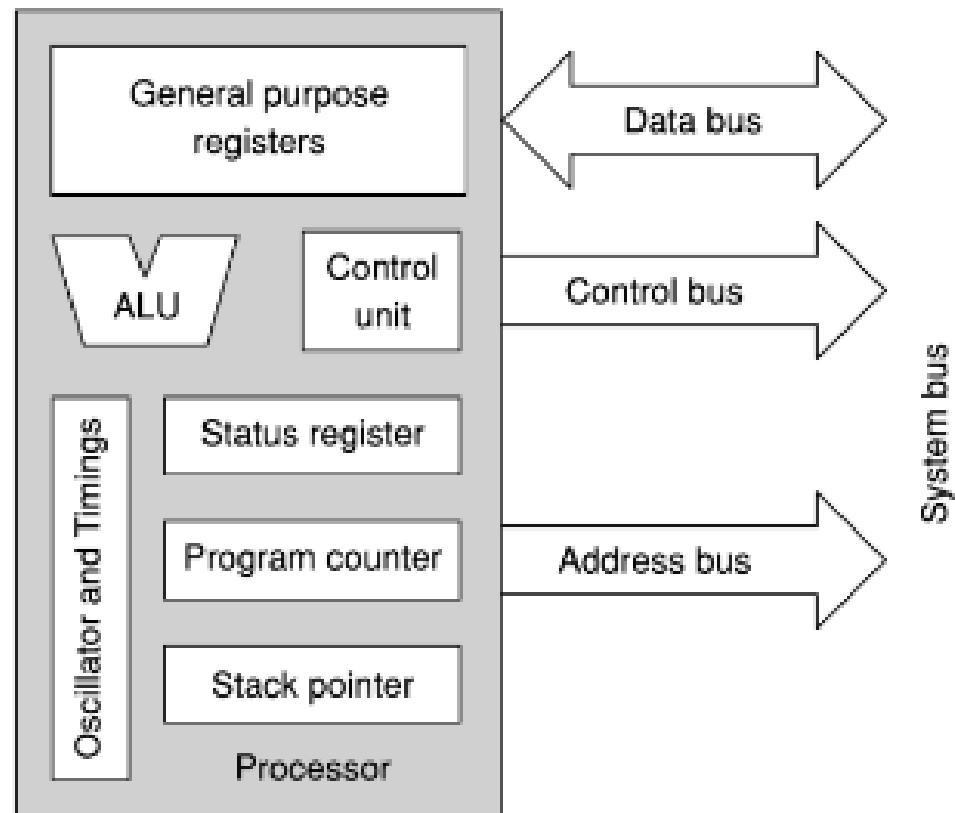 General purpose
registers
Data bus
ALU
Control
unit
Control bus
Oscillator and Timings
Status register
Program counter
Address bus
Stack pointer
Processor
System bus